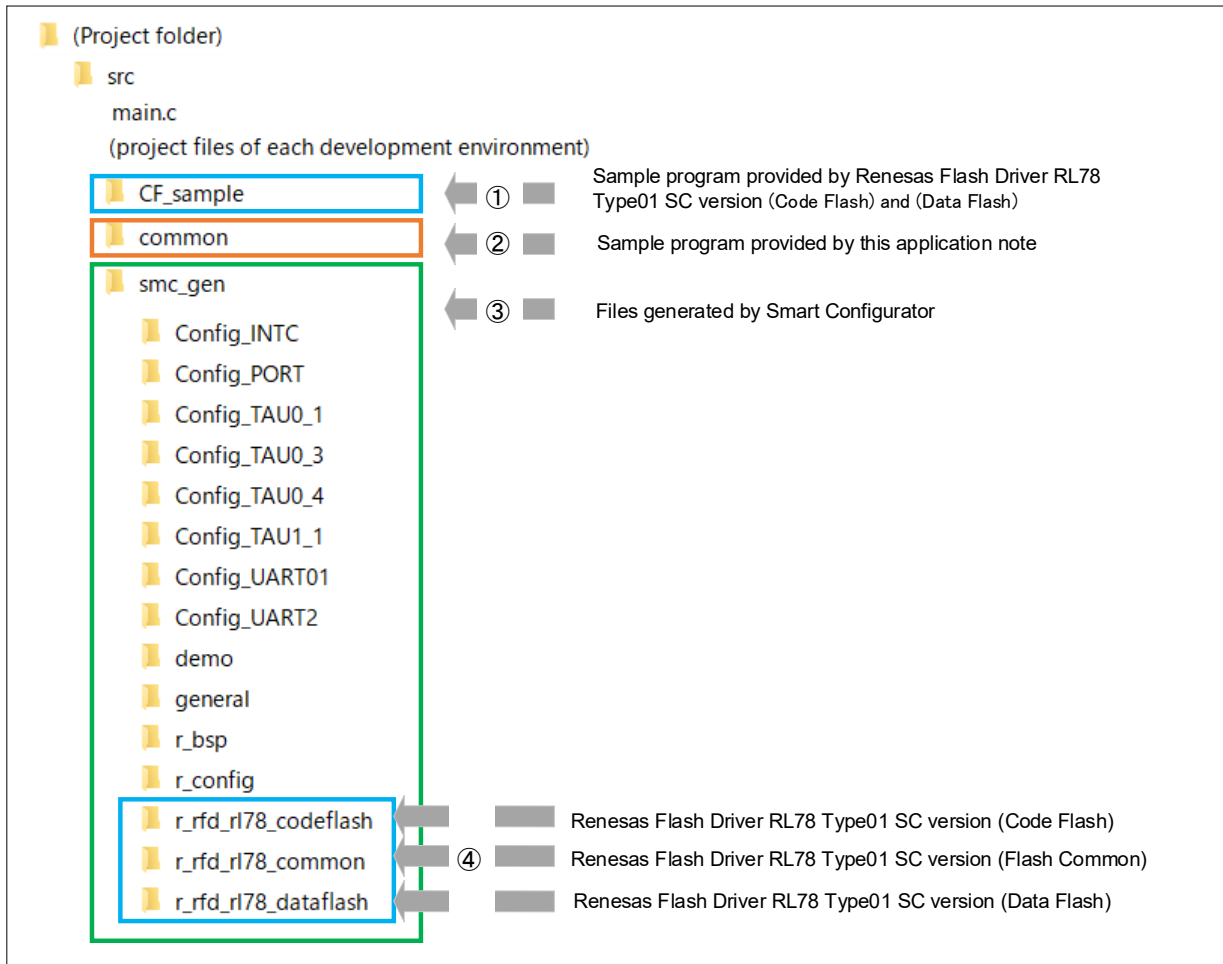 (Project folder)
src
main.c
(project files of each development environment)
CF_sample
① Sample program provided by Renesas Flash Driver RL78
Type01 SC version (Code Flash) and (Data Flash)
common
② Sample program provided by this application note
smc_gen
③ Files generated by Smart Configurator
Config_INTC
Config_PORT
Config_TAU0_1
Config_TAU0_3
Config_TAU0_4
Config_TAU1_1
Config_UART01
Config_UART2
demo
general
r_bsp
r_config
r_rfd_rl78_codeflash Renesas Flash Driver RL78 Type01 SC version (Code Flash)
r_rfd_rl78_common ④ Renesas Flash Driver RL78 Type01 SC version (Flash Common)
r_rfd_rl78_dataflash Renesas Flash Driver RL78 Type01 SC version (Data Flash)